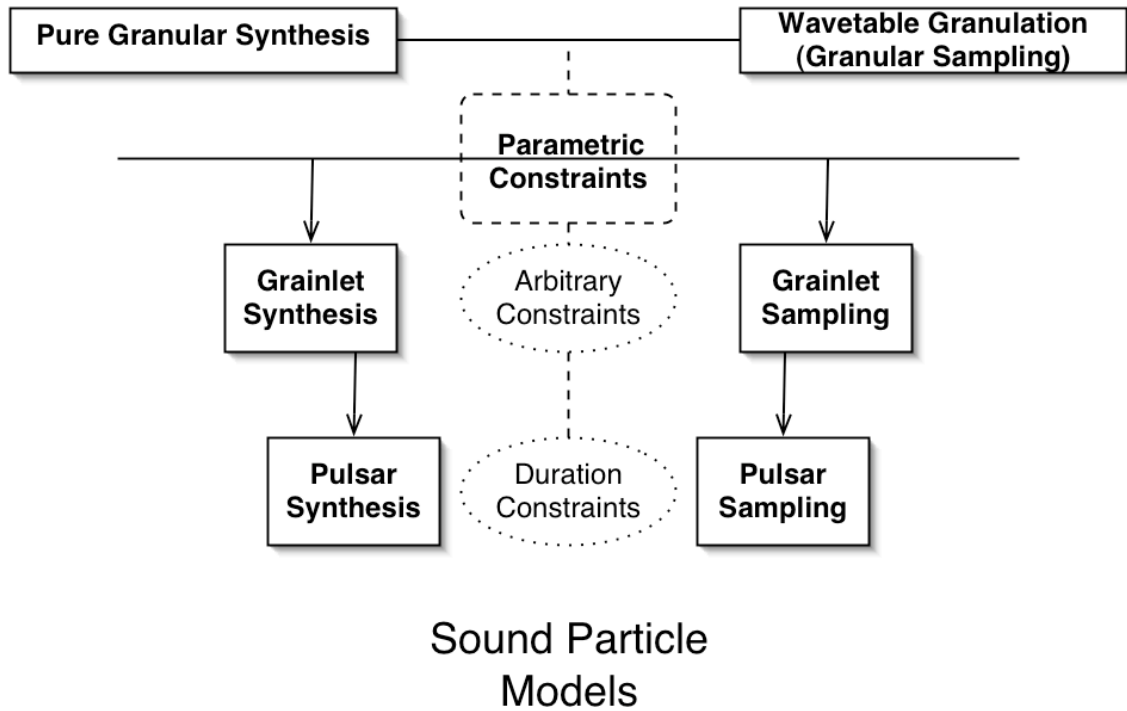 Pure Granular Synthesis
Wavetable Granulation
(Granular Sampling)
Parametric
Constraints
Grainlet
Synthesis
Arbitrary
Constraints
Grainlet
Sampling
Pulsar
Synthesis
Duration
Constraints
Pulsar
Sampling
Sound Particle
Models